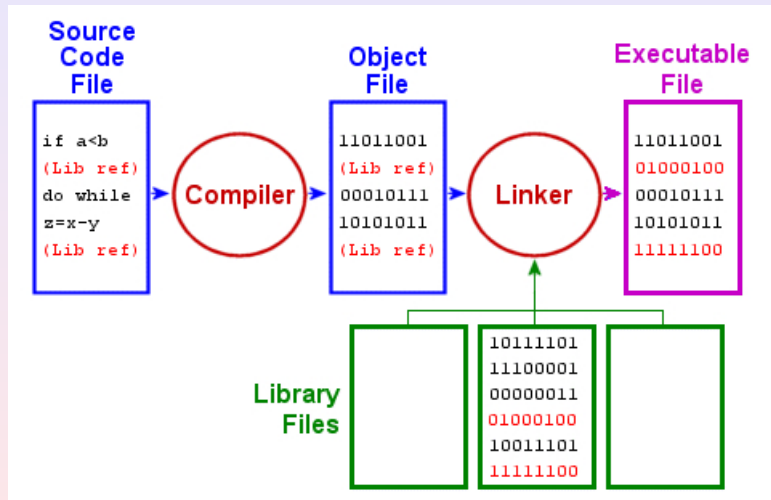 Source
Code
File
if a<b
(Lib ref)
do while
z=x-y
(Lib ref)
Compiler
Object
File
11011001
(Lib ref)
00010111
10101011
(Lib ref)
Linker
Executable
File
11011001
01000100
00010111
10101011
11111100
Library
Files
10111101
11100001
00000011
01000100
10011101
11111100